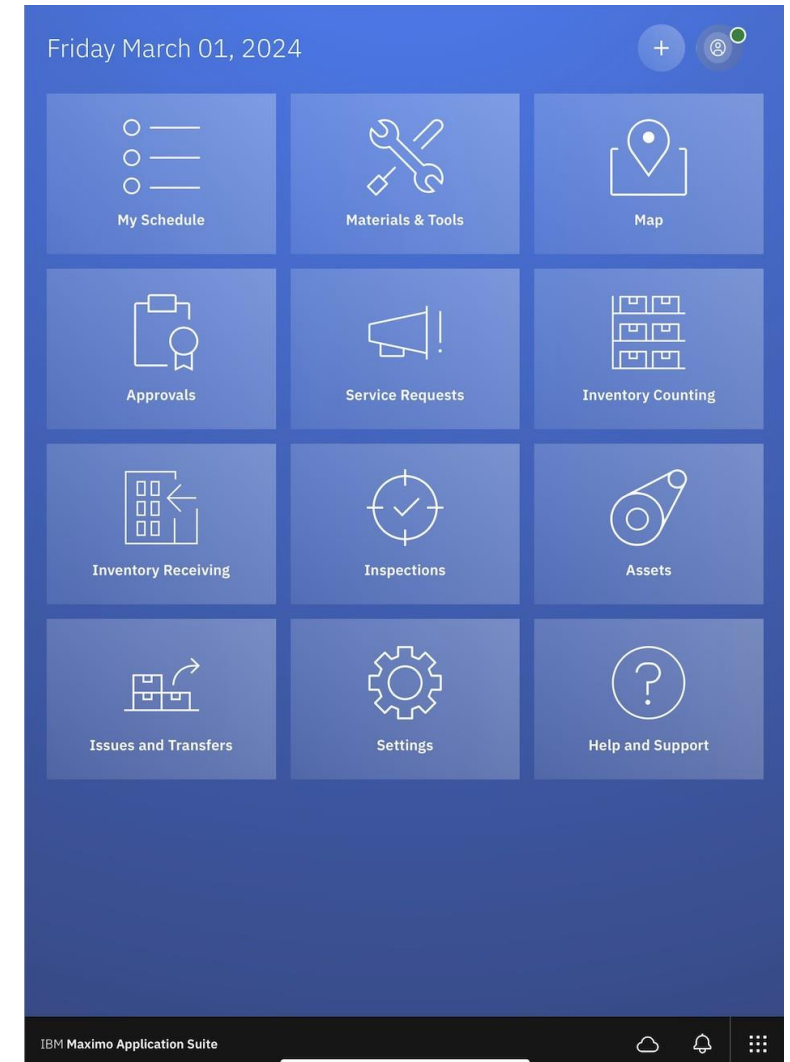 Friday March 01, 2024
My Schedule
Materials & Tools
Map
Approvals
Service Requests
Inventory Counting
Inventory Receiving
Inspections
Assets
Issues and Transfers
Settings
Help and Support
IBM Maximo Application Suite